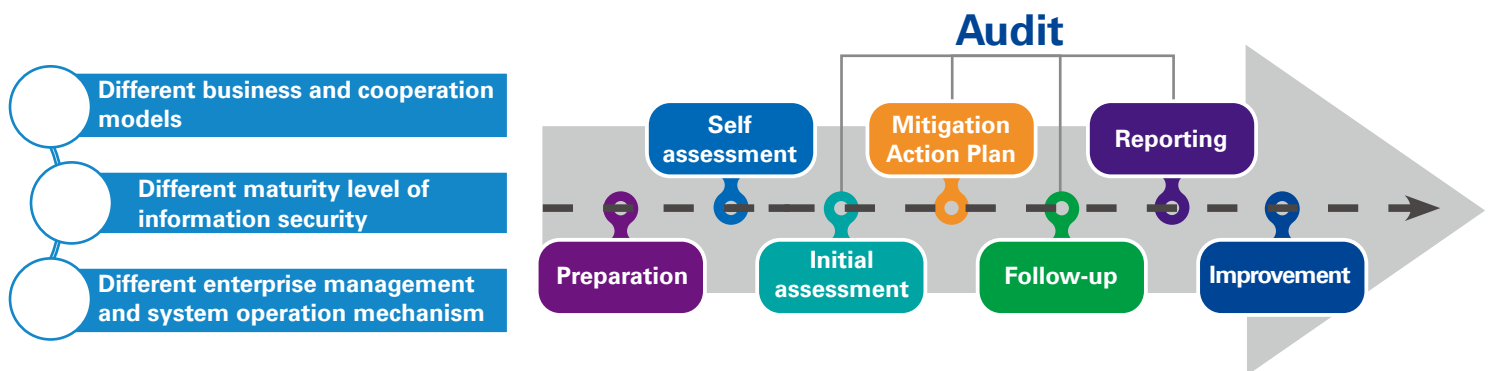 Different business and cooperation
models
Different maturity level of
information security
Different enterprise management
and system operation mechanism
Audit
Self
assessment
Mitigation
Action Plan
Reporting
Preparation
Initial
assessment
Follow-up
Improvement